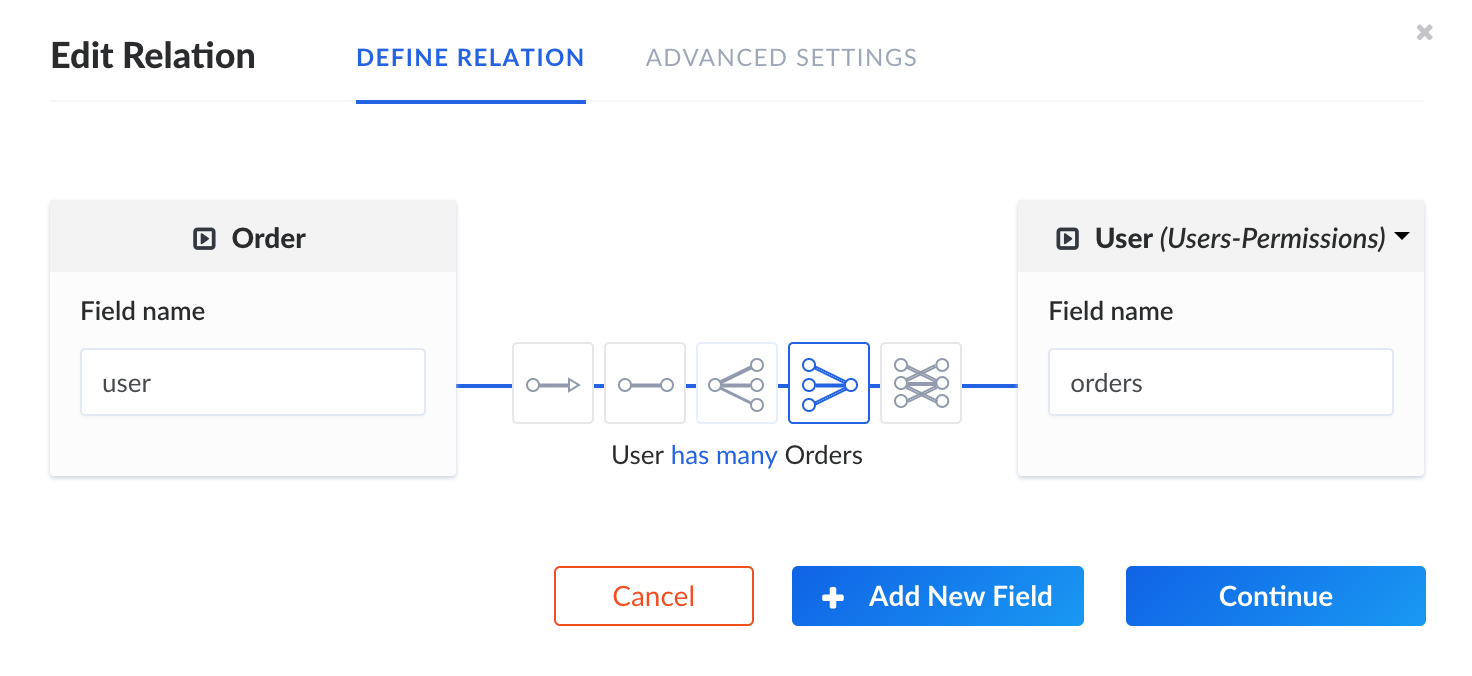 Edit Relation
DEFINE RELATION
ADVANCED SETTINGS
Order
Field name
user
User has many Orders
User (Users-Permissions)
Field name
orders
Cancel
Add New Field
Continue